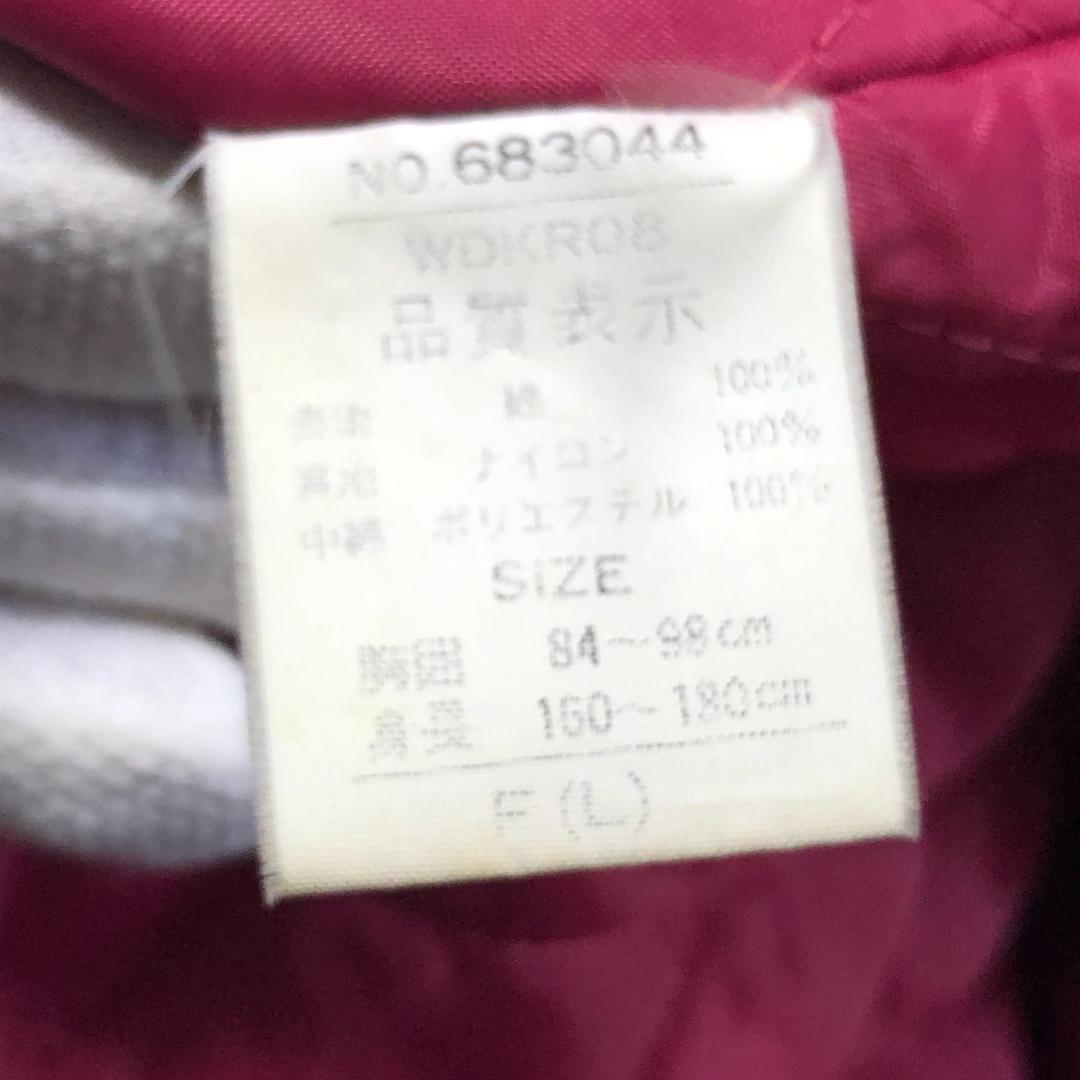 NO.683044
WDKR08
品質表示
表地 綿 100%
裏地 ナイロン 100%
中綿 ポリエステル 100%
SiZE
胸囲 84〜98cm
身長 160〜180cm
F(L)